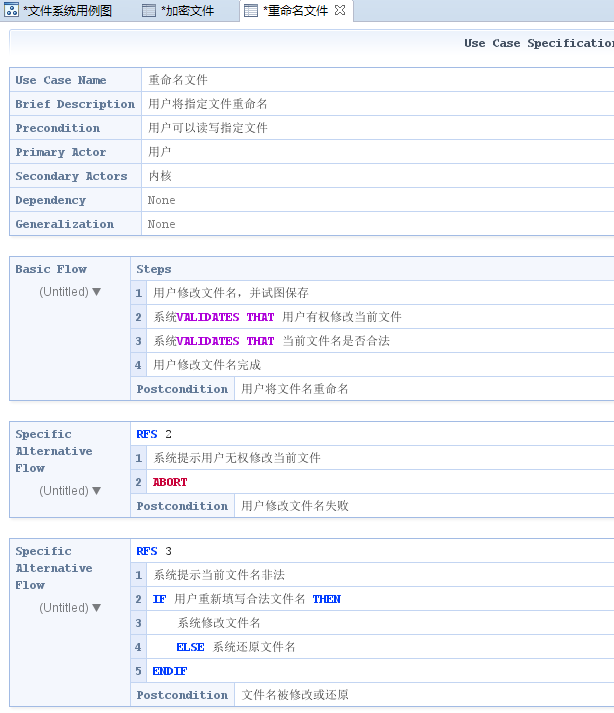 *文件系统用例图 *加密文件 *重命名文件
Use Case Specification
Use Case Name 重命名文件
Brief Description 用户将指定文件重命名
Precondition 用户可以读写指定文件
Primary Actor 用户
Secondary Actors 内核
Dependency None
Generalization None
Basic Flow Steps
(Untitled) ▼
1 用户修改文件名，并试图保存
2 系统VALIDATES THAT 用户有权修改当前文件
3 系统VALIDATES THAT 当前文件名是否合法
4 用户修改文件名完成
Postcondition 用户将文件名重命名
Specific Alternative Flow RFS 2
(Untitled) ▼
1 系统提示用户无权修改当前文件
2 ABORT
Postcondition 用户修改文件名失败
Specific Alternative Flow RFS 3
(Untitled) ▼
1 系统提示当前文件名非法
2 IF 用户重新填写合法文件名 THEN
3 系统修改文件名
4 ELSE 系统还原文件名
5 ENDIF
Postcondition 文件名被修改或还原